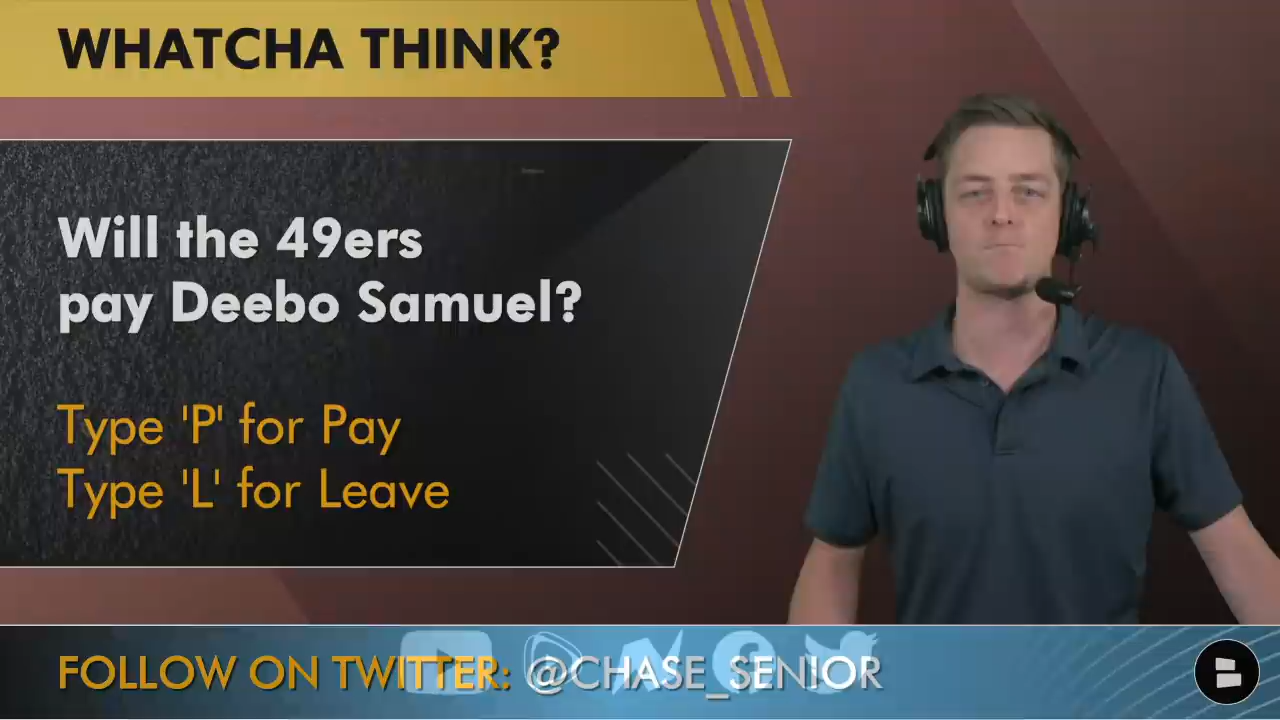 WHATCHA THINK?
Will the 49ers
pay Deebo Samuel?
Type 'P' for Pay
Type 'L' for Leave
FOLLOW ON TWITTER: @CHASE_SENIOR